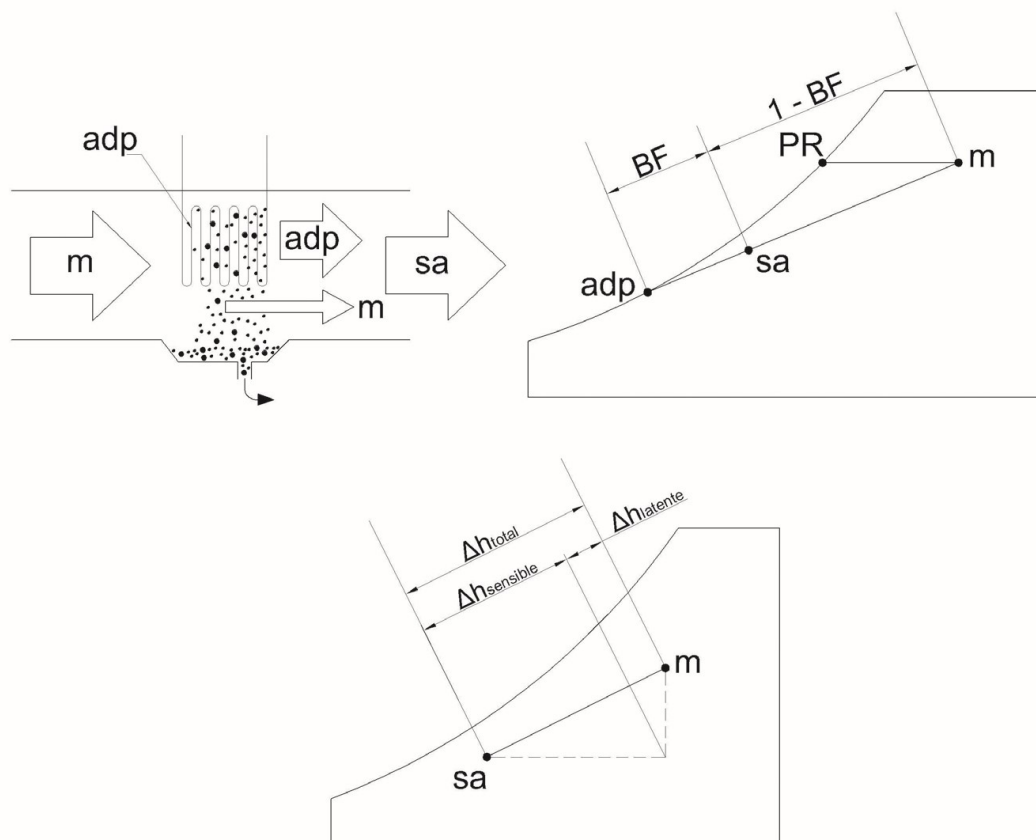 adp
m
adp
sa
m
BF
1 - BF
PR
m
sa
adp
Δhtotal
Δhlatente
Δhsensible
m
sa